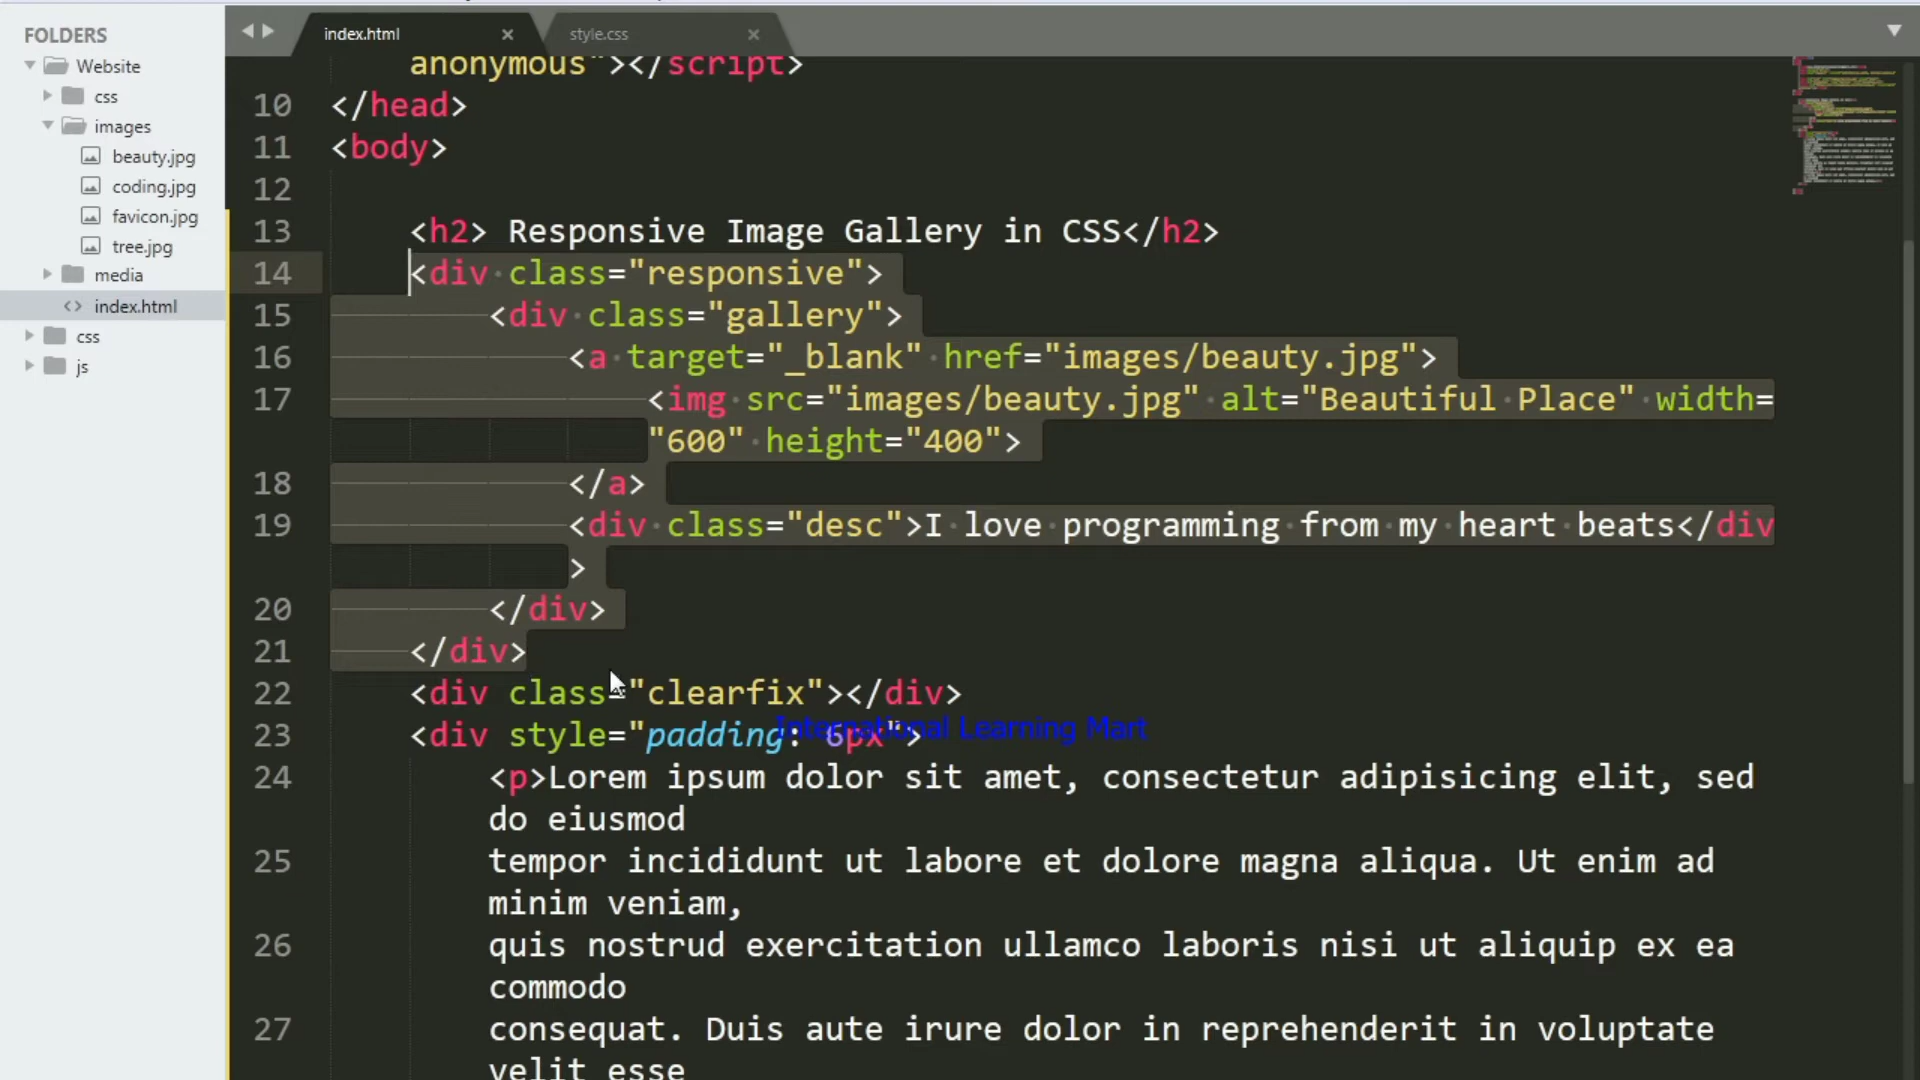 FOLDERS
Website
css
images
beauty.jpg
coding.jpg
favicon.jpg
tree.jpg
media
<> index.html
css
js
index.html
style.css
anonymous"></script>
10 </head>
11 <body>
12
13 <h2> Responsive Image Gallery in CSS</h2>
14 <div class="responsive">
15 <div class="gallery">
16 <a target="_blank" href="images/beauty.jpg">
17 <img src="images/beauty.jpg" alt="Beautiful Place" width=
"600" height="400">
18 </a>
19 <div class="desc">I love programming from my heart beats</div
>
20 </div>
21 </div>
22 <div class="clearfix"></div>
23 <div style="padding: 6px">
International Learning Mart
24 <p>Lorem ipsum dolor sit amet, consectetur adipisicing elit, sed
do eiusmod
25 tempor incididunt ut labore et dolore magna aliqua. Ut enim ad
minim veniam,
26 quis nostrud exercitation ullamco laboris nisi ut aliquip ex ea
commodo
27 consequat. Duis aute irure dolor in reprehenderit in voluptate
velit esse